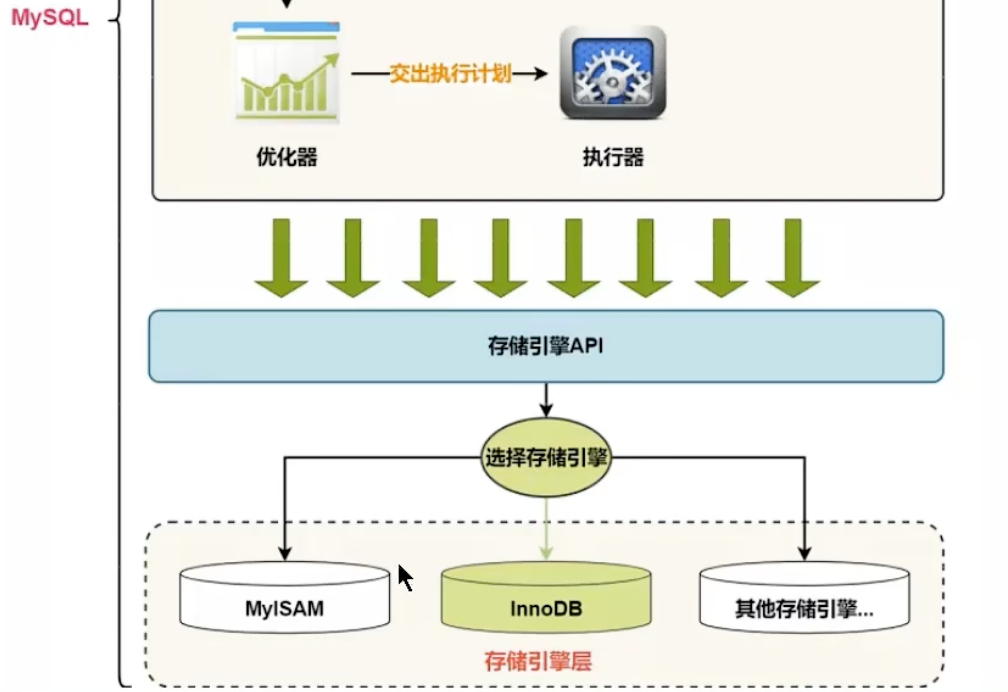 MySQL
交出执行计划
优化器
执行器
存储引擎API
选择存储引擎
MyISAM
InnoDB
其他存储引擎...
存储引擎层